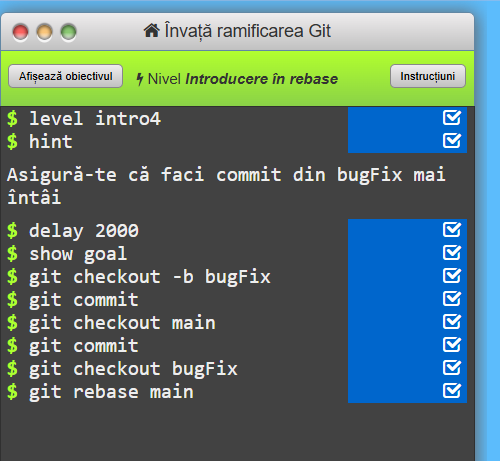 Învață ramificarea Git
Afișează obiectivul
Nivel Introducere în rebase
Instrucțiuni
$ level intro4
$ hint
Asigură-te că faci commit din bugFix mai
întâi
$ delay 2000
$ show goal
$ git checkout -b bugFix
$ git commit
$ git checkout main
$ git commit
$ git checkout bugFix
$ git rebase main